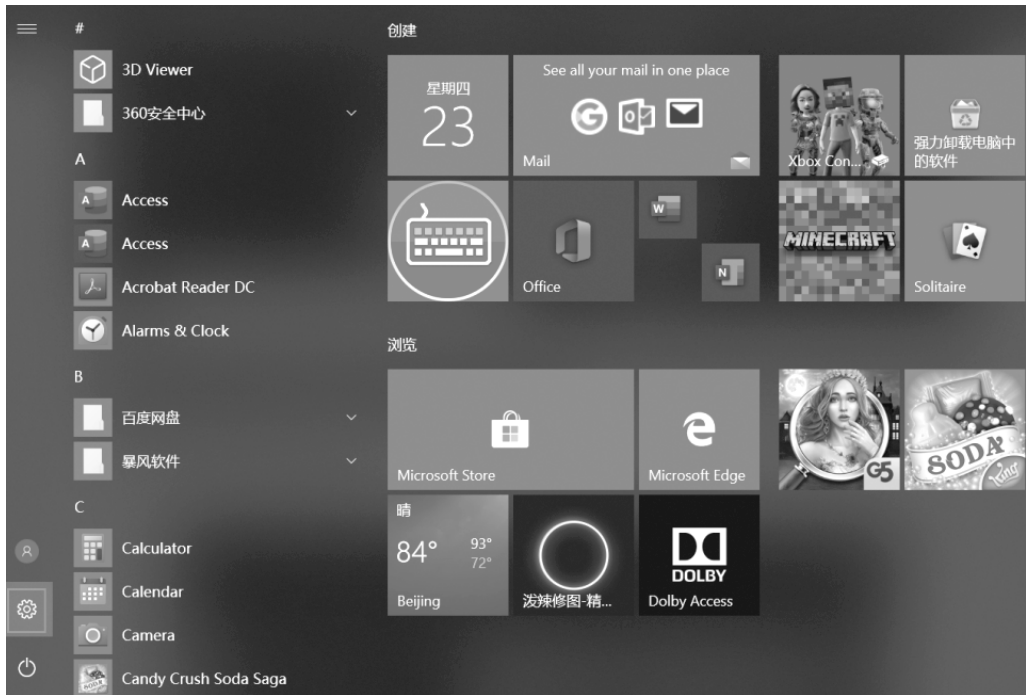 #
3D Viewer
360安全中心
A
Access
Access
Acrobat Reader DC
Alarms & Clock
B
百度网盘
暴风软件
C
Calculator
Calendar
Camera
Candy Crush Soda Saga
创建
星期四
23
See all your mail in one place
Mail
Xbox Con...
强力卸载电脑中
的软件
Office
MINECRAFT
Solitaire
浏览
Microsoft Store
Microsoft Edge
G5
SODA
King
晴
84°
93°
72°
Beijing
泼辣修图-精...
DOLBY
Dolby Access